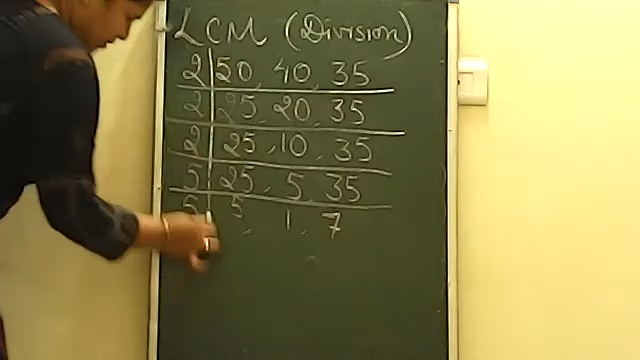 LCM (Division)
2 | 50, 40, 35
2 | 25, 20, 35
2 | 25, 10, 35
5 | 25, 5, 35
5 | 5, 1, 7